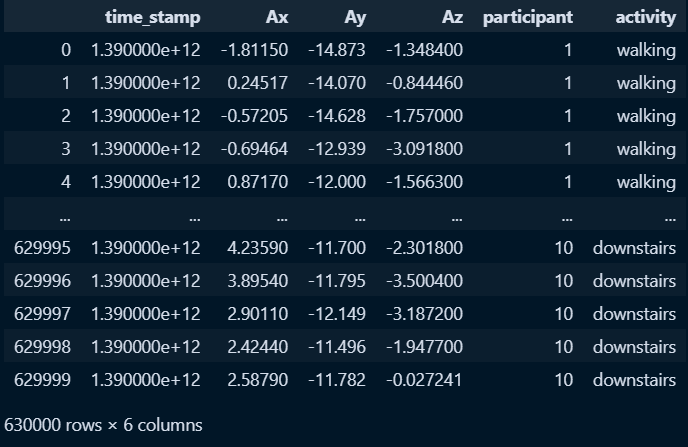 time_stamp Ax Ay Az participant activity
0 1.390000e+12 -1.81150 -14.873 -1.348400 1 walking
1 1.390000e+12 0.24517 -14.070 -0.844460 1 walking
2 1.390000e+12 -0.57205 -14.628 -1.757000 1 walking
3 1.390000e+12 -0.69464 -12.939 -3.091800 1 walking
4 1.390000e+12 0.87170 -12.000 -1.566300 1 walking
... ... ... ... ... ... ...
629995 1.390000e+12 4.23590 -11.700 -2.301800 10 downstairs
629996 1.390000e+12 3.89540 -11.795 -3.500400 10 downstairs
629997 1.390000e+12 2.90110 -12.149 -3.187200 10 downstairs
629998 1.390000e+12 2.42440 -11.496 -1.947700 10 downstairs
629999 1.390000e+12 2.58790 -11.782 -0.027241 10 downstairs
630000 rows × 6 columns